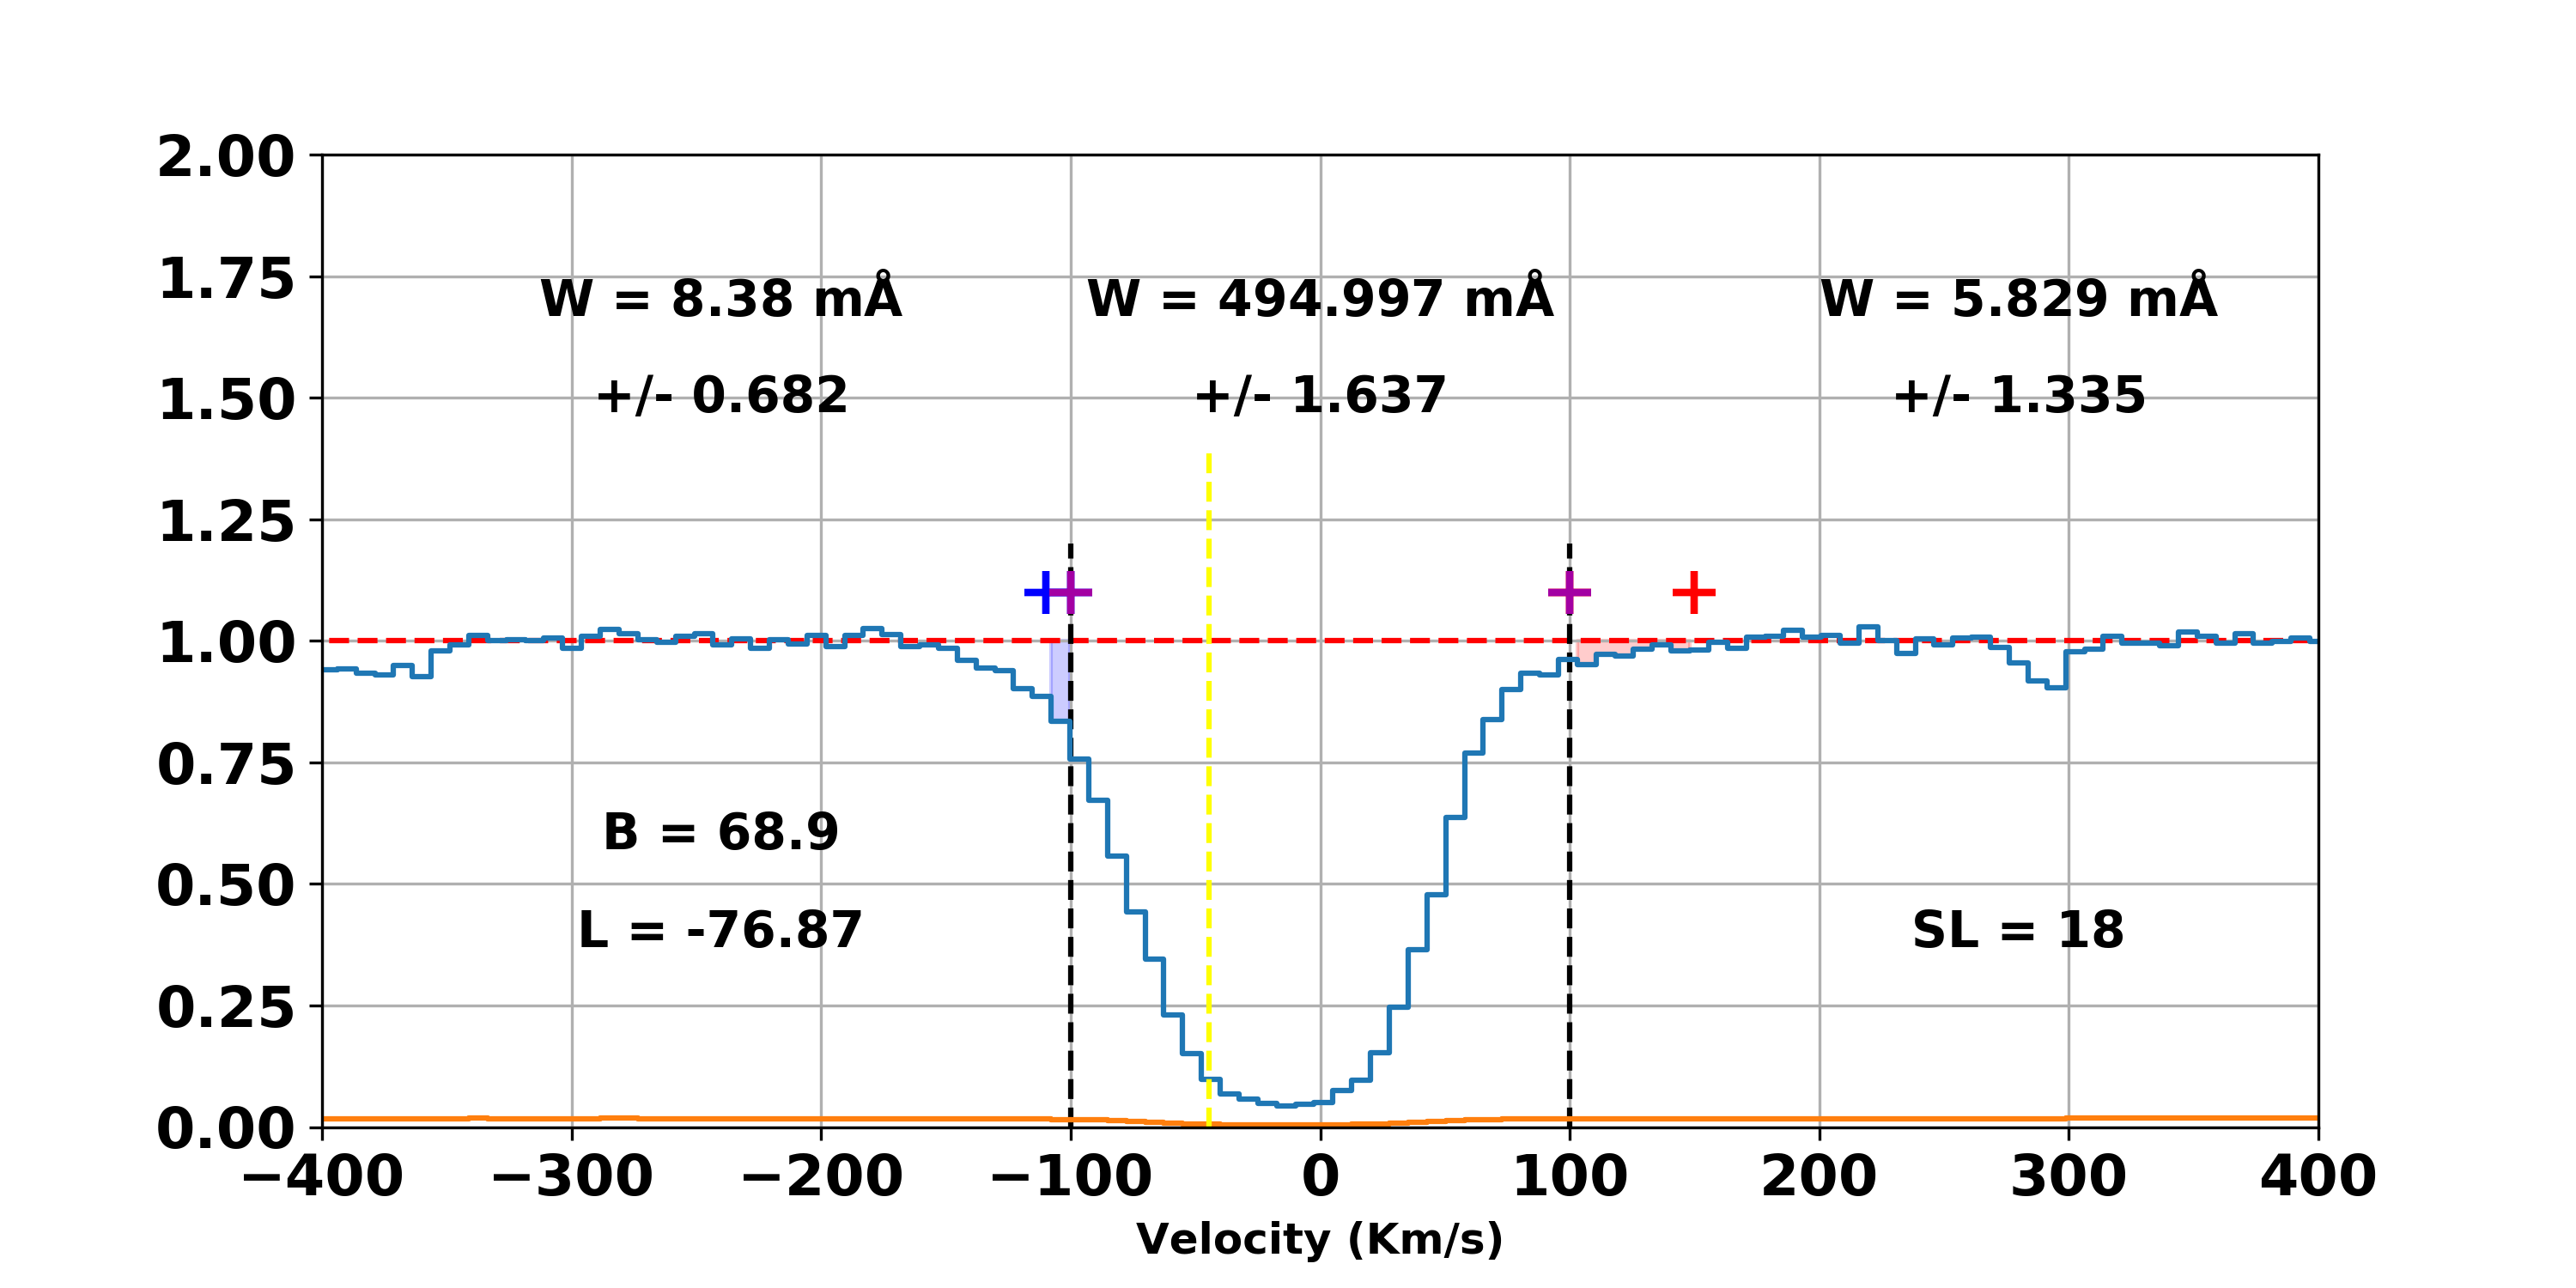 2.00
1.75
1.50
1.25
1.00
0.75
0.50
0.25
0.00
W = 8.38 mÅ
+/- 0.682
W = 494.997 mÅ
+/- 1.637
W = 5.829 mÅ
+/- 1.335
B = 68.9
L = -76.87
SL = 18
−400 −300 −200 −100 0 100 200 300 400
Velocity (Km/s)